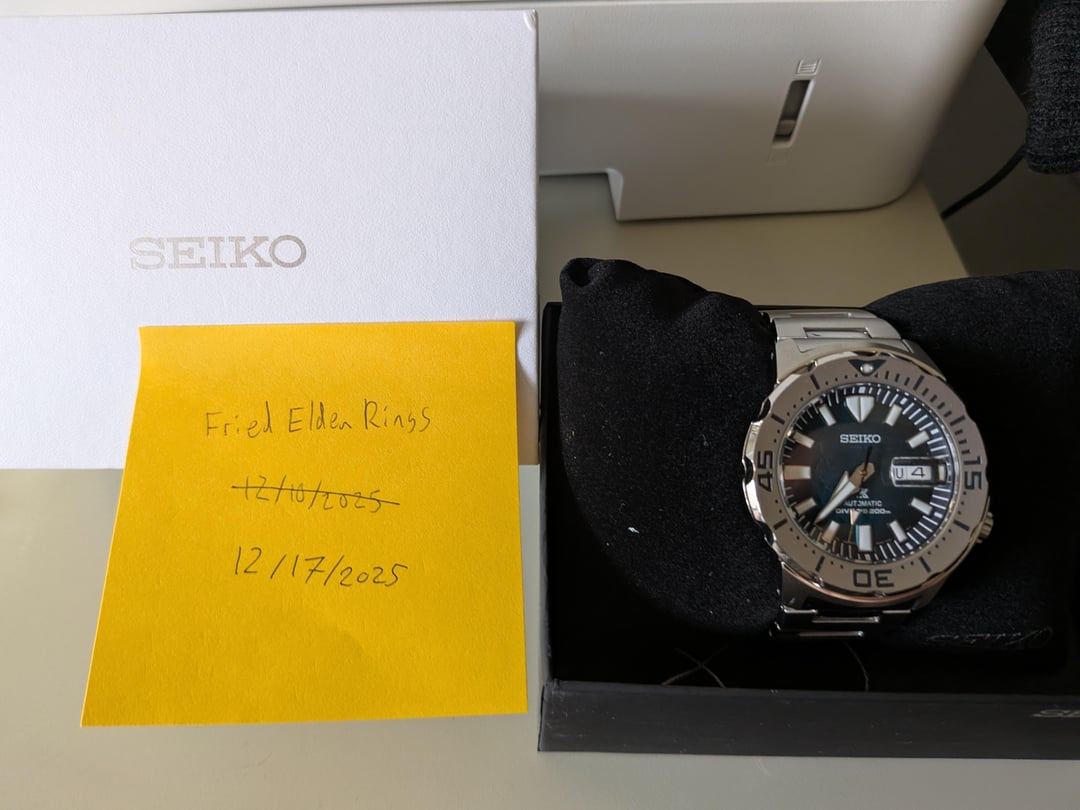 SEIKO
Fried Elden Rings
12/10/2025
12/17/2025
SEIKO
4
AUTOMATIC
DIVER'S 200m
15
30
45